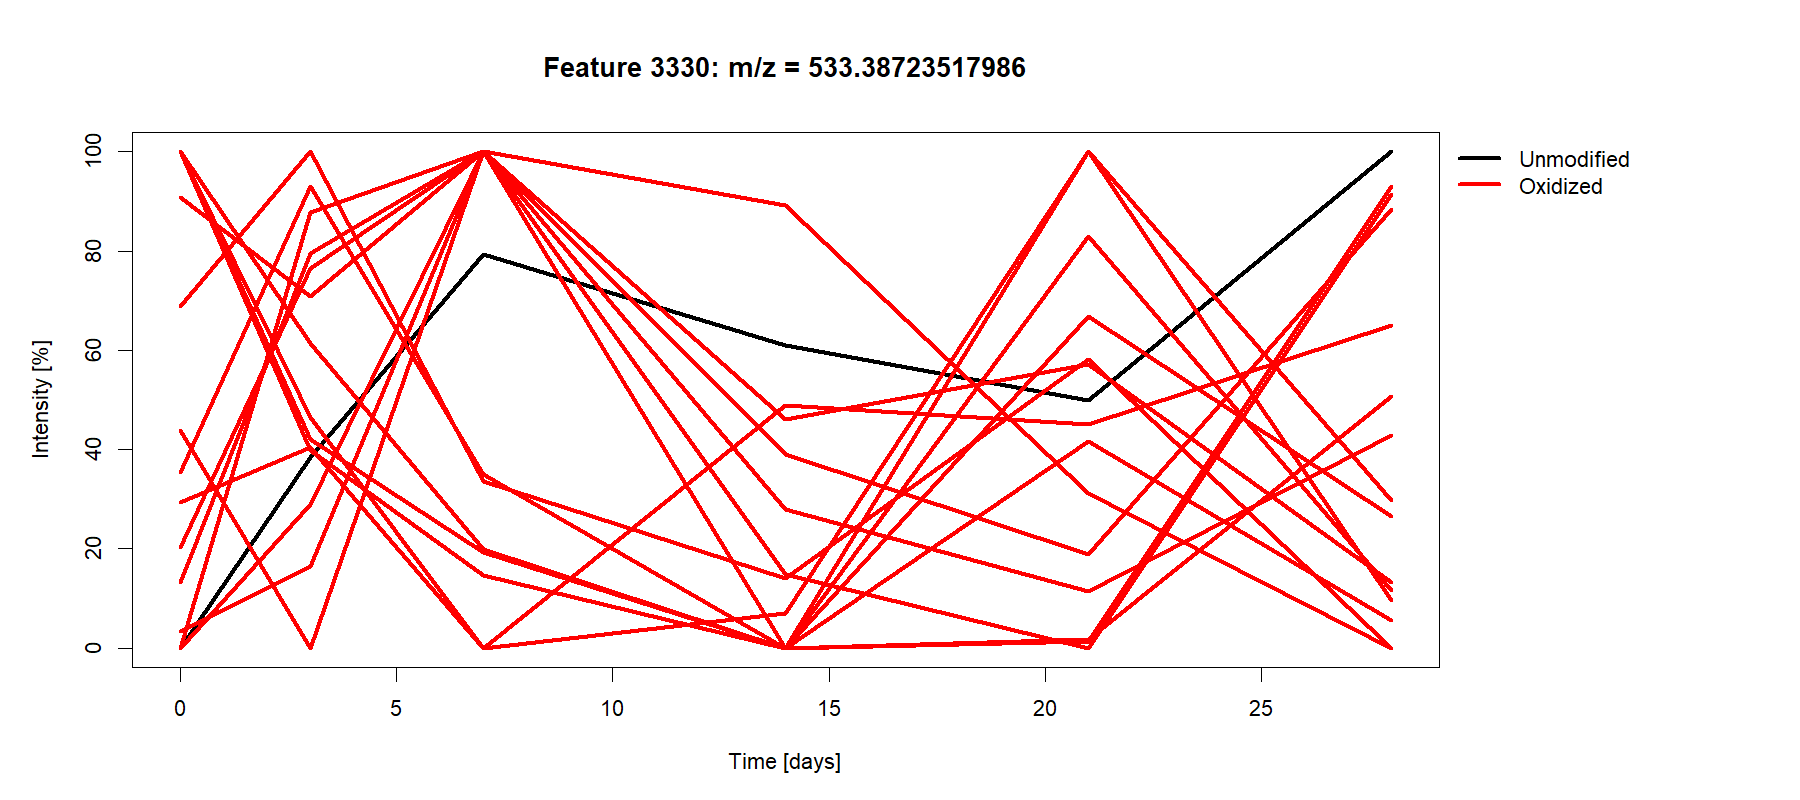 Feature 3330: m/z = 533.38723517986
Unmodified
Oxidized
Intensity [%]
100
80
60
40
20
0
0 5 10 15 20 25
Time [days]